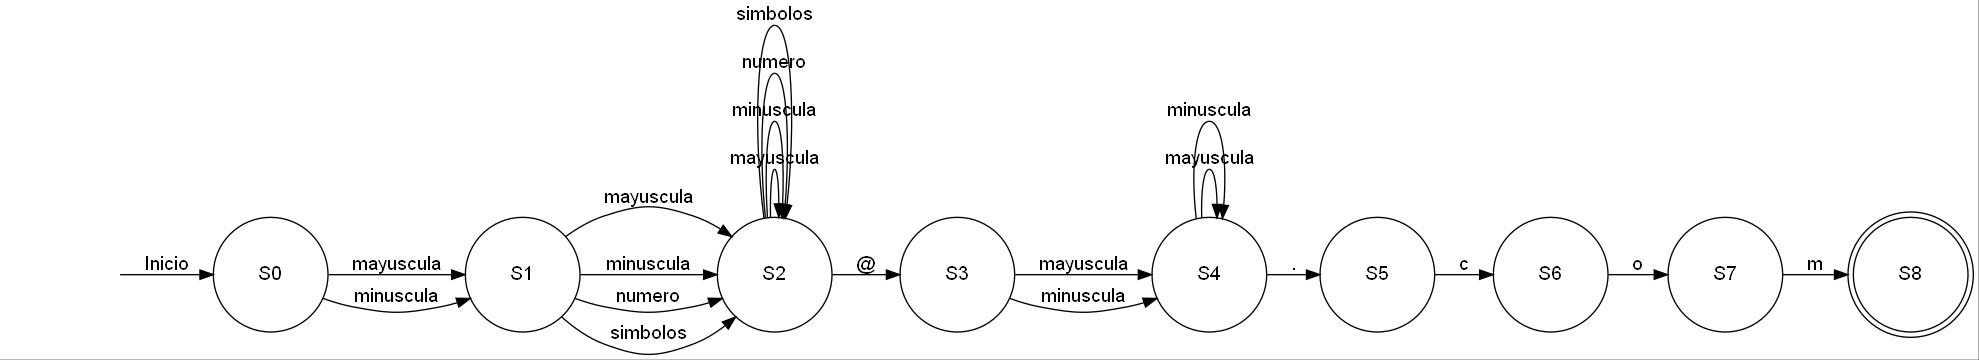 simbolos
numero
minuscula
mayuscula
minuscula
mayuscula
mayuscula
Inicio
S0
mayuscula
minuscula
S1
minuscula
numero
simbolos
S2
@
S3
mayuscula
minuscula
S4
.
S5
c
S6
o
S7
m
S8